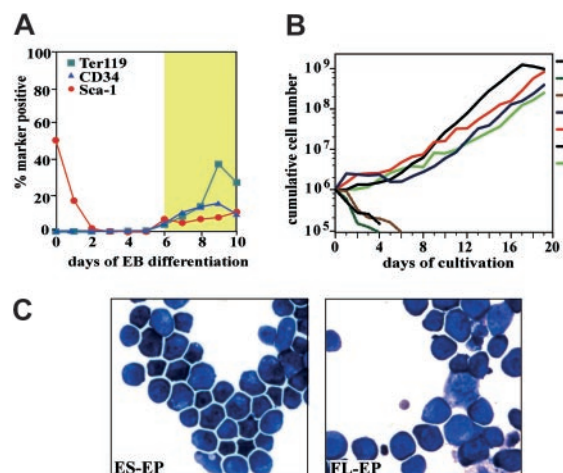 A
100
80
60
40
20
0
% marker positive
Ter119
CD34
Sca-1
0 2 4 6 8 10
days of EB differentiation
B
10⁹
10⁸
10⁷
10⁶
10⁵
cumulative cell number
0 4 8 12 16 20
days of cultivation
C
ES-EP
FL-EP